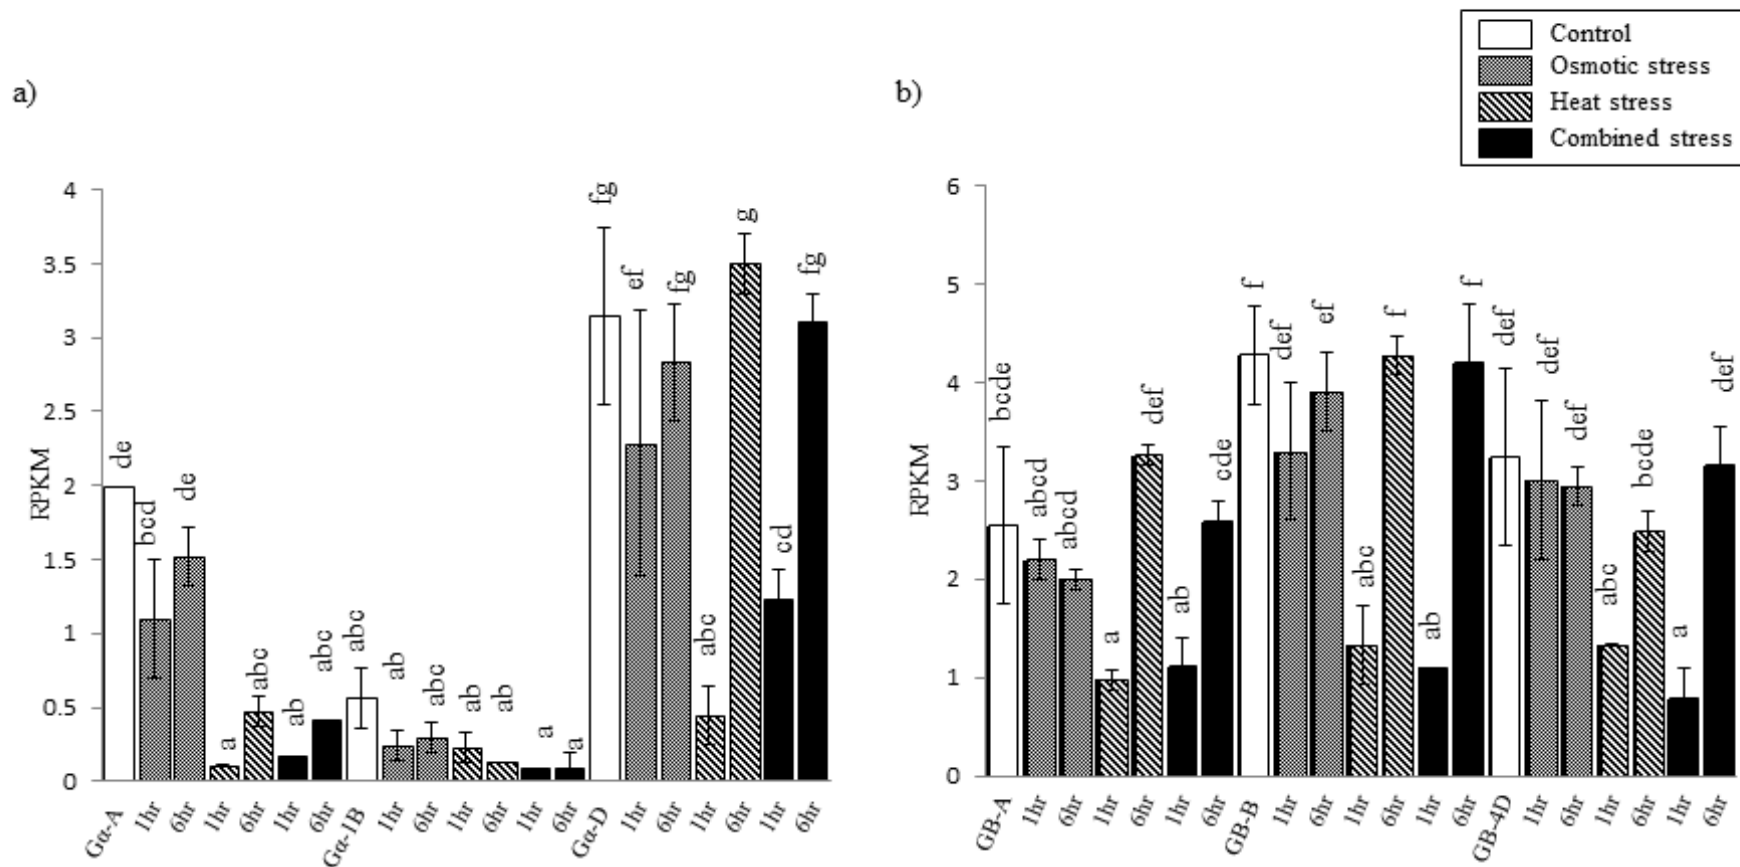 Control
Osmotic stress
Heat stress
Combined stress
a)
RPKM
4
3.5
3
2.5
2
1.5
1
0.5
0
de
bcd
de
a
abc
ab
abc
abc
ab
abc
ab
ab
a
a
fg
ef
fg
abc
g
cd
fg
Gα-A
1hr
6hr
1hr
6hr
1hr
6hr
Gα-1B
1hr
6hr
1hr
6hr
1hr
6hr
Gα-D
1hr
6hr
1hr
6hr
1hr
6hr
b)
RPKM
6
5
4
3
2
1
0
bcde
abcd
abcd
a
def
ab
cde
f
def
ef
abc
f
ab
f
def
def
def
abc
bcde
a
def
GB-A
1hr
6hr
1hr
6hr
1hr
6hr
GB-B
1hr
6hr
1hr
6hr
1hr
6hr
GB-4D
1hr
6hr
1hr
6hr
1hr
6hr